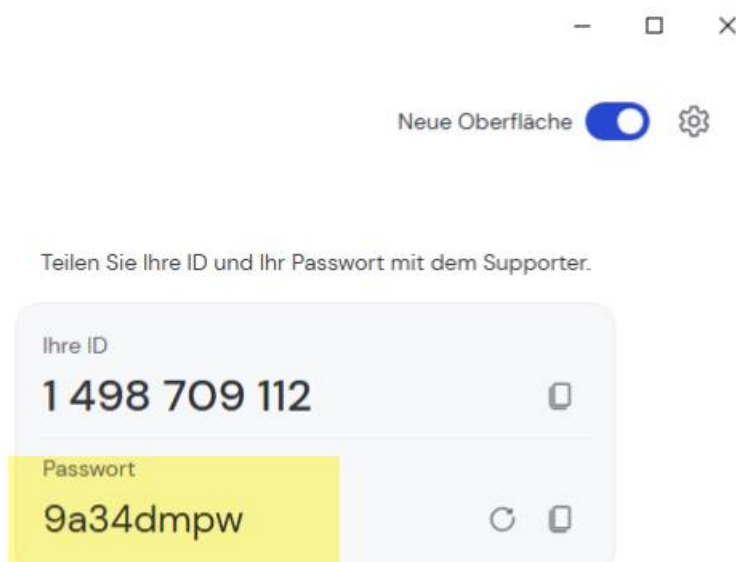 Neue Oberfläche
Teilen Sie Ihre ID und Ihr Passwort mit dem Supporter.
Ihre ID
1 498 709 112
Passwort
9a34dmpw